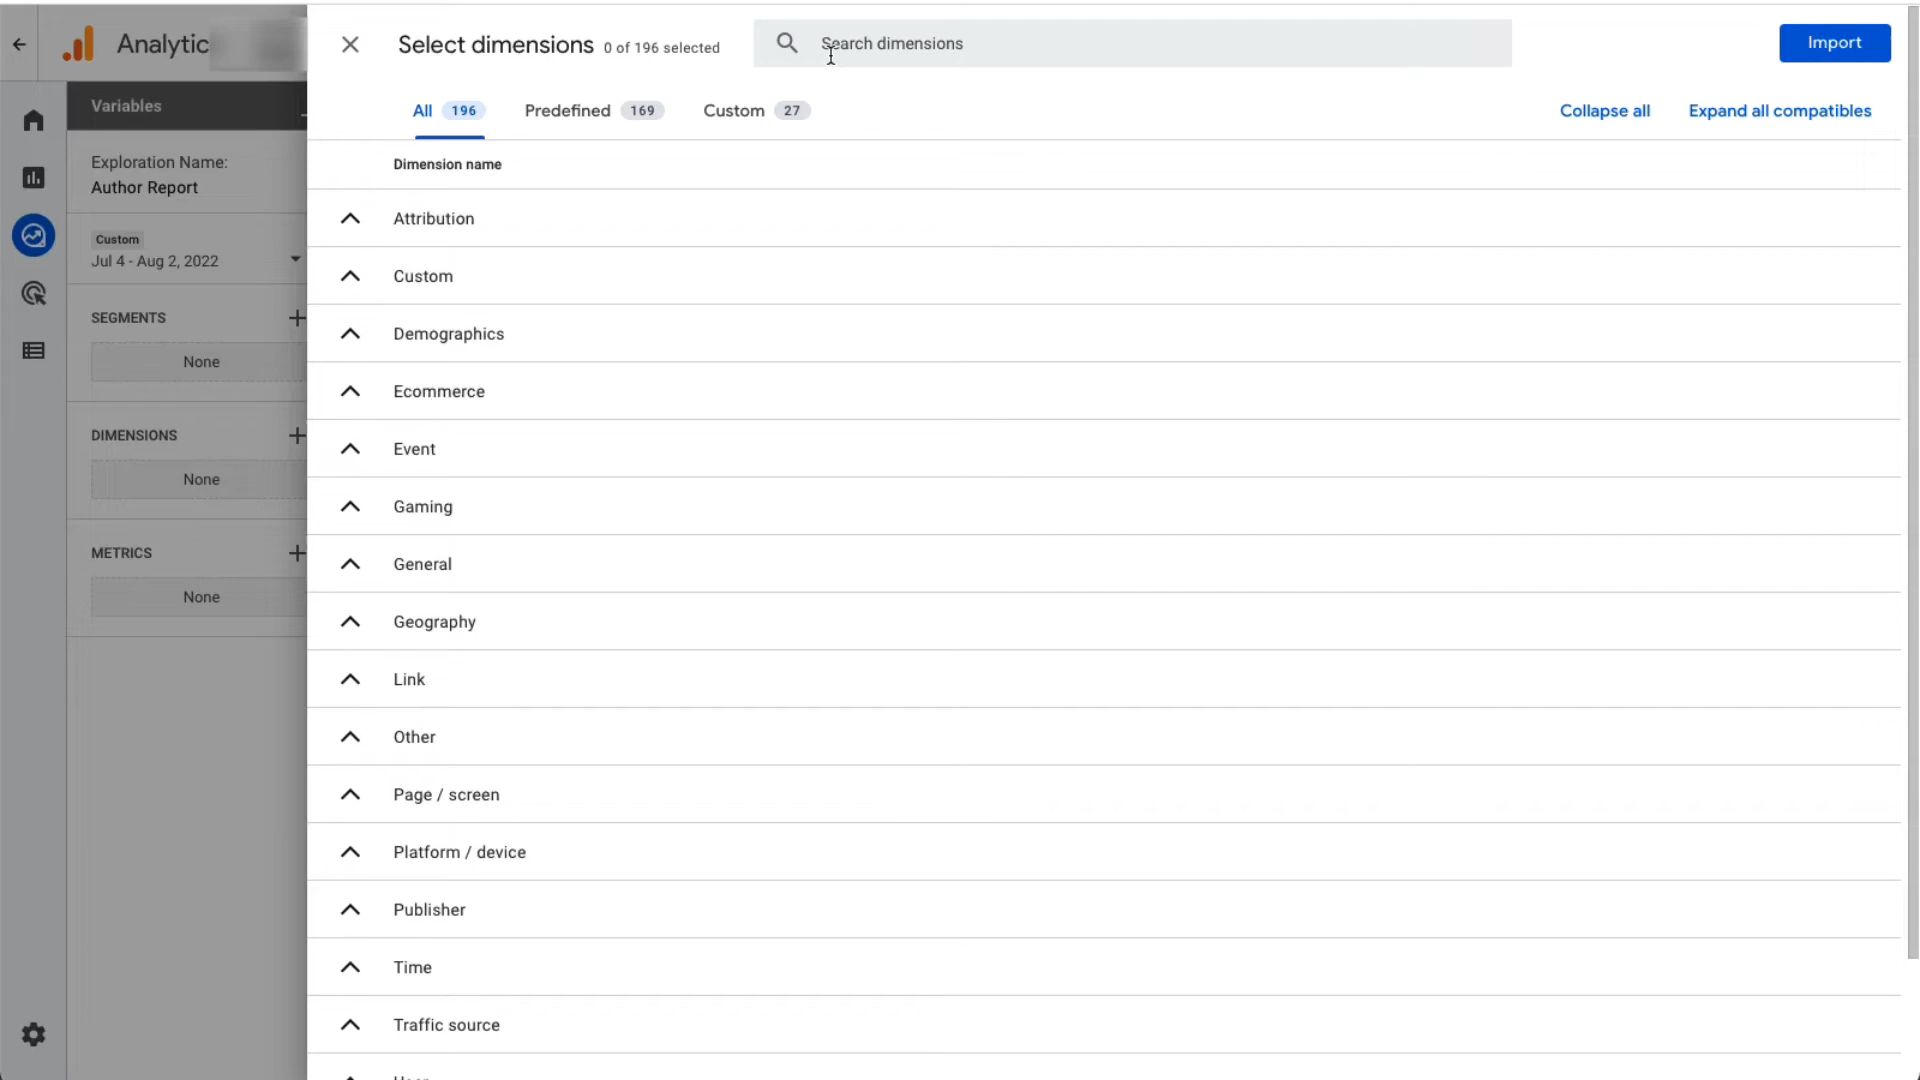 Analytic
Select dimensions 0 of 196 selected
Search dimensions
Import
Variables
All 196
Predefined 169
Custom 27
Collapse all
Expand all compatibles
Exploration Name:
Author Report
Custom
Jul 4 - Aug 2, 2022
SEGMENTS
None
DIMENSIONS
None
METRICS
None
Dimension name
Attribution
Custom
Demographics
Ecommerce
Event
Gaming
General
Geography
Link
Other
Page / screen
Platform / device
Publisher
Time
Traffic source